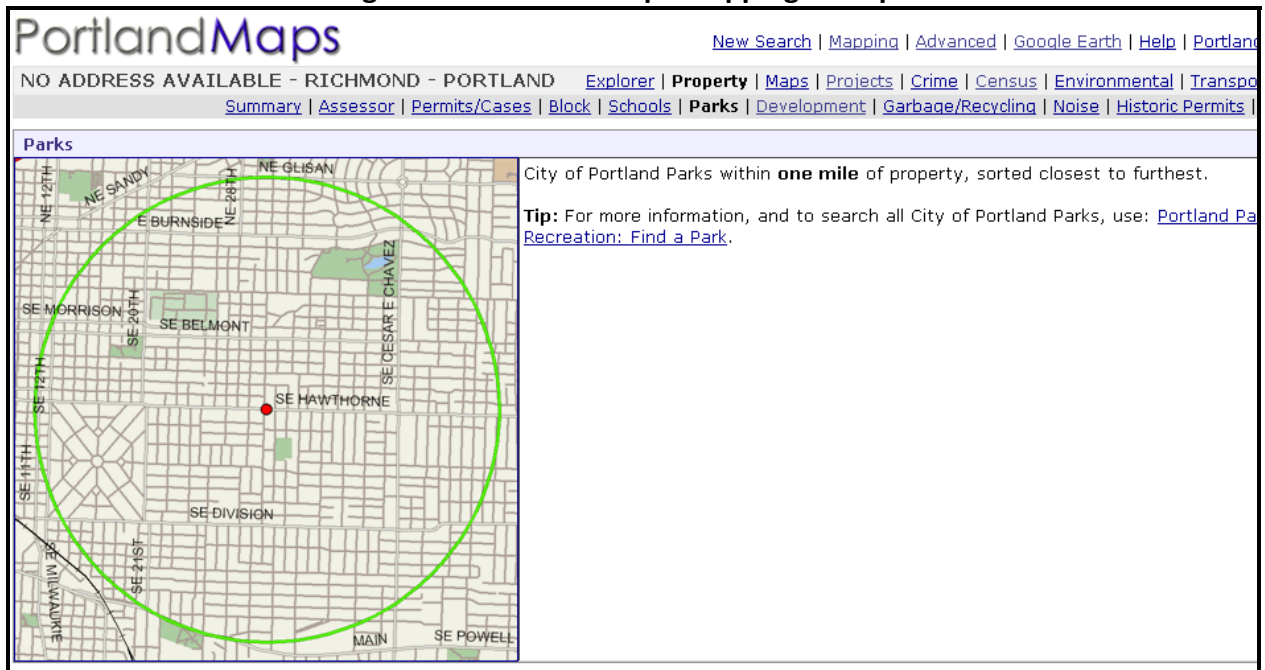 PortlandMaps
New Search | Mapping | Advanced | Google Earth | Help | Portland
NO ADDRESS AVAILABLE - RICHMOND - PORTLAND Explorer | Property | Maps | Projects | Crime | Census | Environmental | Transpo
Summary | Assessor | Permits/Cases | Block | Schools | Parks | Development | Garbage/Recycling | Noise | Historic Permits |
Parks
City of Portland Parks within one mile of property, sorted closest to furthest.
Tip: For more information, and to search all City of Portland Parks, use: Portland Pa
Recreation: Find a Park.
NE 12TH
NE SANDY
NE GLISAN
NE 28TH
E BURNSIDE
SE CESAR E CHAVEZ
SE MORRISON
SE 20TH
SE BELMONT
SE 12TH
SE HAWTHORNE
SE 11TH
SE DIVISION
SE 21ST
SE MILWAUKIE
MAIN
SE POWELL